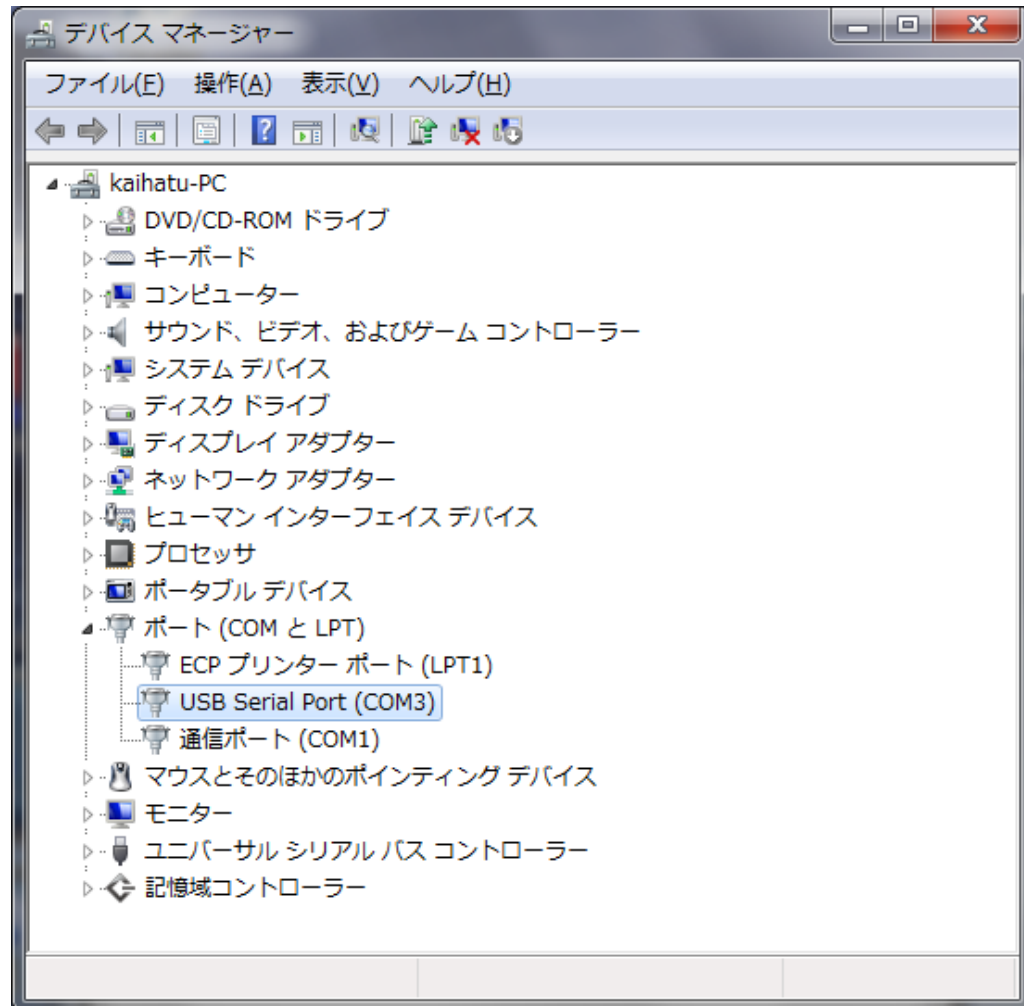 デバイス マネージャー
ファイル(F) 操作(A) 表示(V) ヘルプ(H)
kaihatu-PC
DVD/CD-ROM ドライブ
キーボード
コンピューター
サウンド、ビデオ、およびゲーム コントローラー
システム デバイス
ディスク ドライブ
ディスプレイ アダプター
ネットワーク アダプター
ヒューマン インターフェイス デバイス
プロセッサ
ポータブル デバイス
ポート (COM と LPT)
ECP プリンター ポート (LPT1)
USB Serial Port (COM3)
通信ポート (COM1)
マウスとそのほかのポインティング デバイス
モニター
ユニバーサル シリアル バス コントローラー
記憶域コントローラー